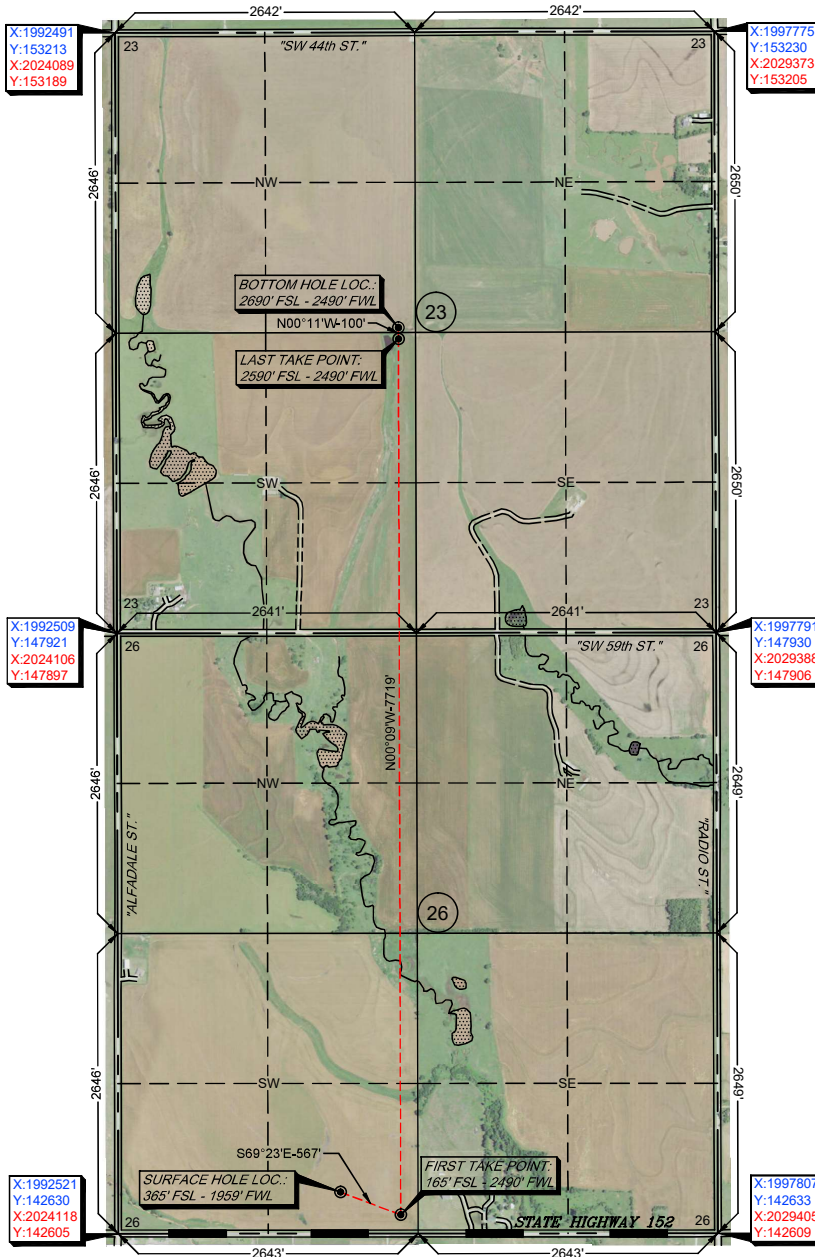 2642'
2642'
X:1992491
Y:153213
X:2024089
Y:153189
X:1997775
Y:153230
X:2029373
Y:153205
23
"SW 44th ST."
23
2646'
NW
NE
2650'
BOTTOM HOLE LOC.:
2690' FSL - 2490' FWL
23
N00°11'W-100'
LAST TAKE POINT:
2590' FSL - 2490' FWL
2646'
SW
SE
2650'
23
2641'
2641'
23
X:1992509
Y:147921
X:2024106
Y:147897
X:1997791
Y:147930
X:2029388
Y:147906
26
"SW 59th ST."
26
N00°09'W-7719'
2646'
NW
NE
2649'
"ALFADALE ST."
"RADIO ST."
26
2646'
SW
SE
2649'
S69°23'E-567'
SURFACE HOLE LOC.:
365' FSL - 1959' FWL
FIRST TAKE POINT:
165' FSL - 2490' FWL
X:1992521
Y:142630
X:2024118
Y:142605
X:1997807
Y:142633
X:2029405
Y:142609
26
STATE HIGHWAY 152
26
2643'
2643'